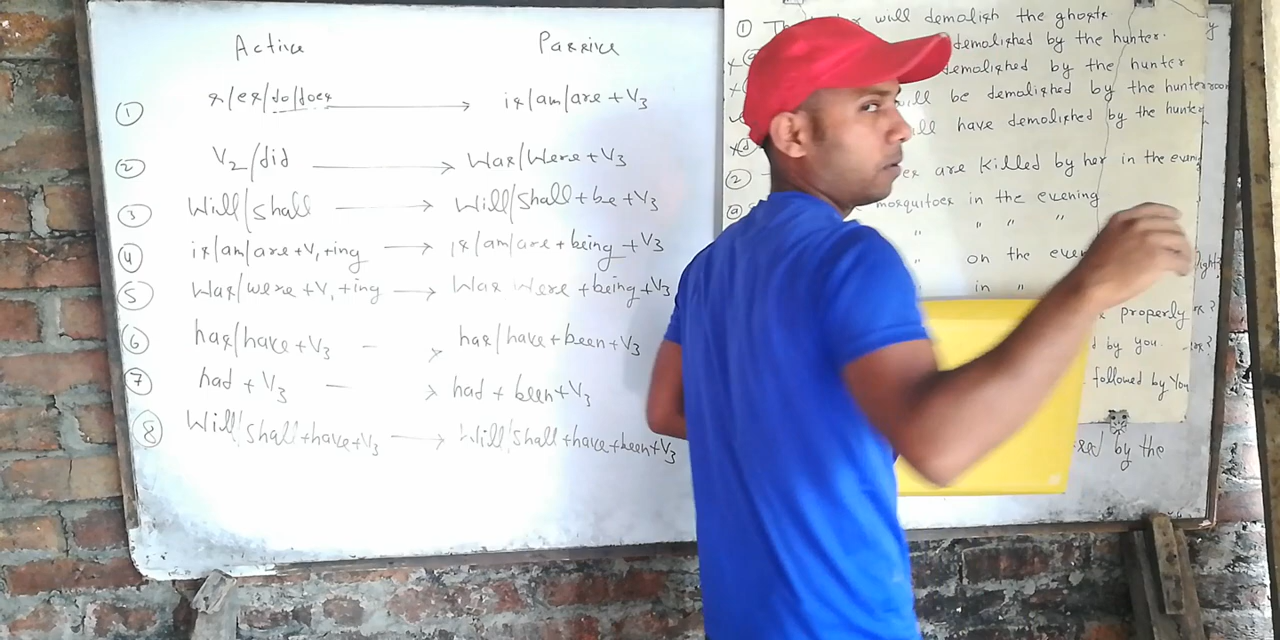 Active Passive
① s/es/do/does → is/am/are + V3
② V2/did → Was/Were + V3
③ Will/shall → Will/shall + be + V3
④ is/am/are + V1 + ing → is/am/are + being + V3
⑤ Was/were + V1 + ing → Was were + being + V3
⑥ has/have + V3 → has/have + been + V3
⑦ had + V3 → had + been + V3
⑧ Will/shall + have + V3 → Will/shall + have + been + V3
① will demolish the ghosts.
demolished by the hunter.
demolished by the hunter
will be demolished by the hunter
have demolished by the hunter
② are killed by her in the
ⓐ mosquitoes in the evening
" " " "
" on the
" in "
properly
by you.
followed by you
by the